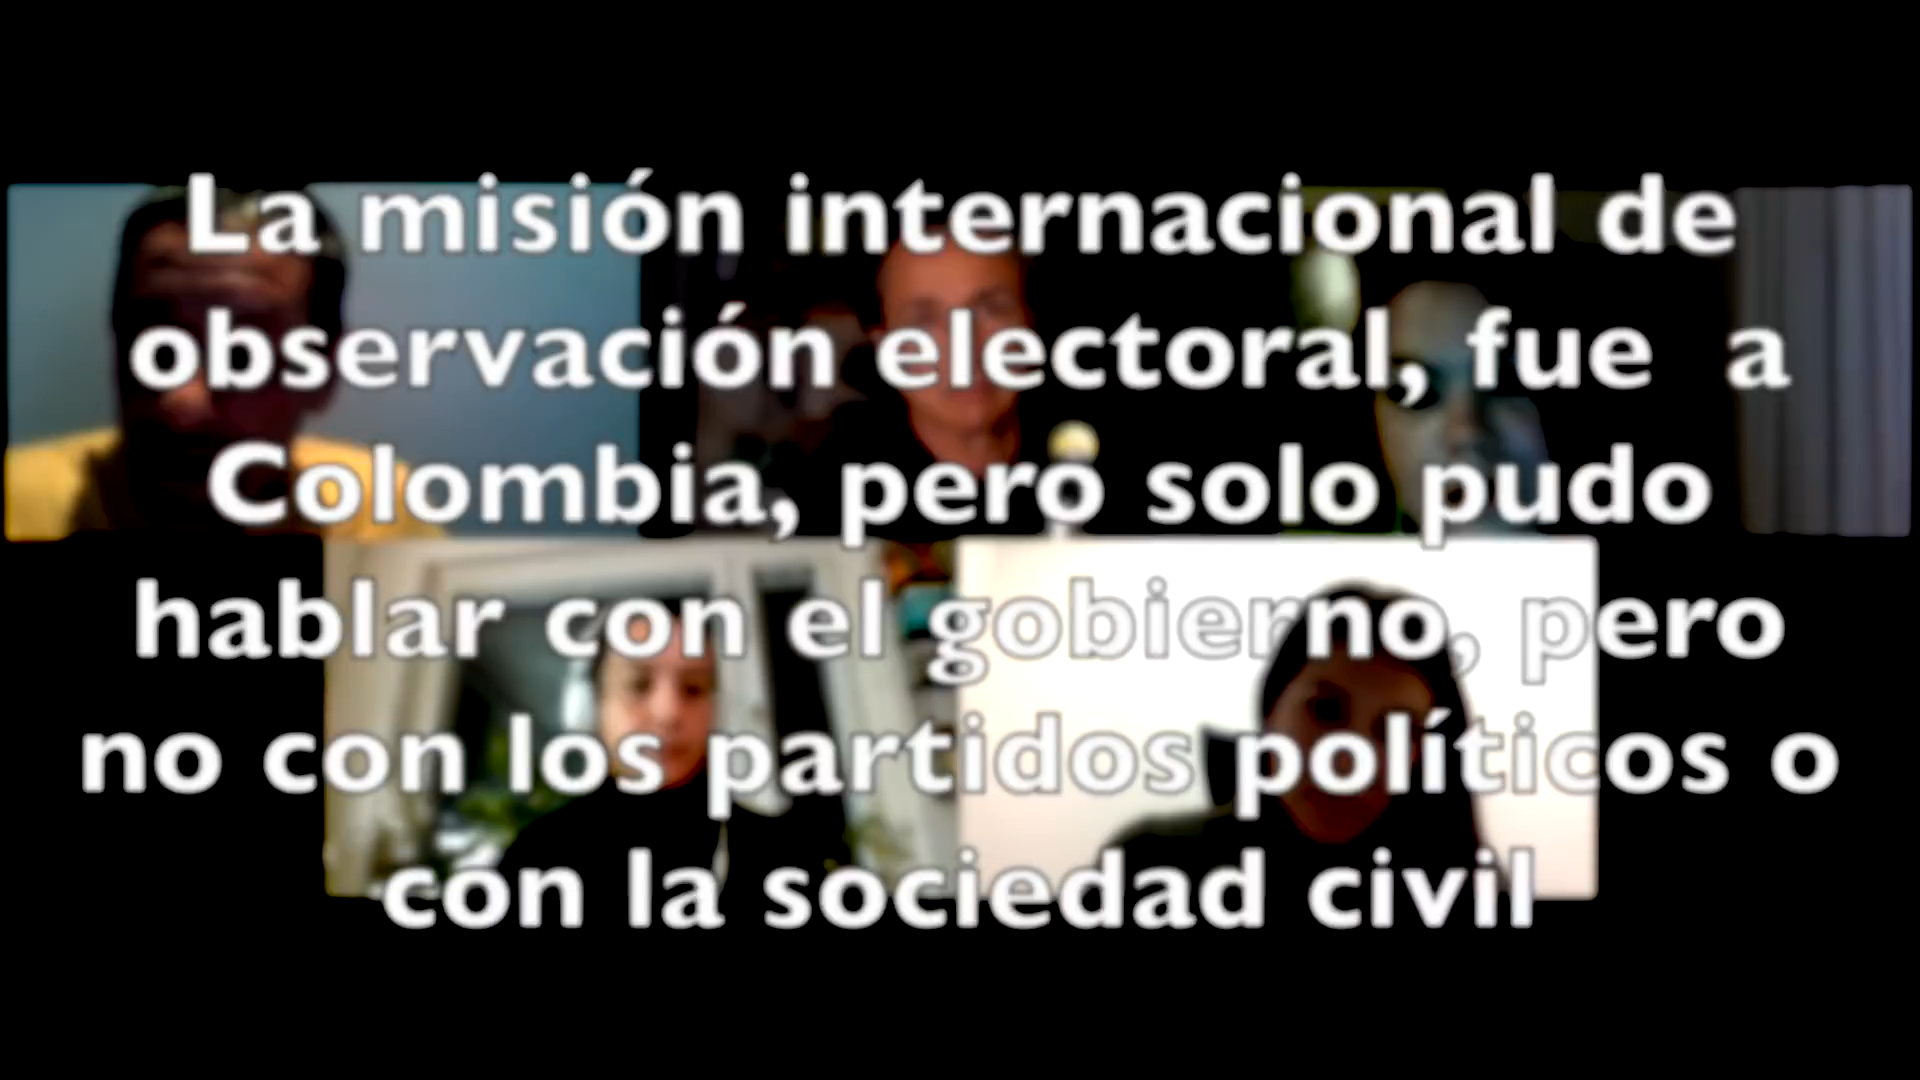 La misión internacional de
observación electoral, fue a
Colombia, pero solo pudo
hablar con el gobierno, pero
no con los partidos políticos o
con la sociedad civil